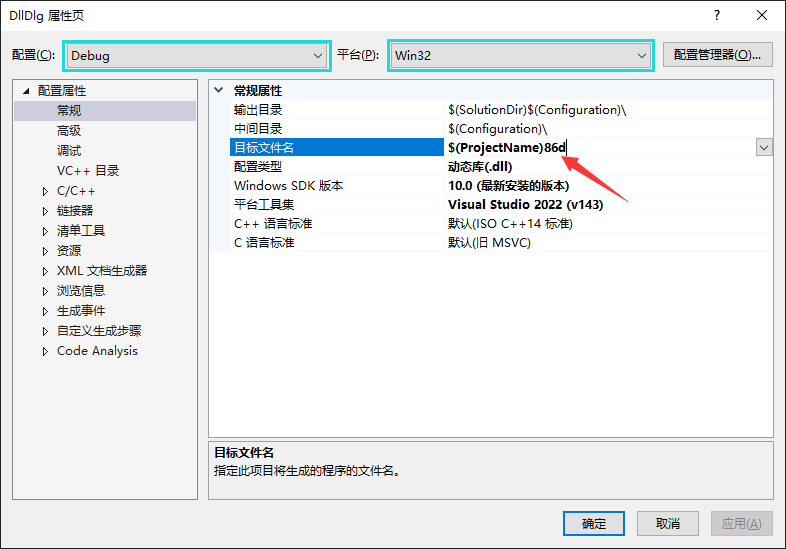 DllDlg 属性页
配置(C): Debug 平台(P): Win32 配置管理器(O)...
配置属性
常规
高级
调试
VC++ 目录
C/C++
链接器
清单工具
资源
XML 文档生成器
浏览信息
生成事件
自定义生成步骤
Code Analysis
常规属性
输出目录 $(SolutionDir)$(Configuration)\
中间目录 $(Configuration)\
目标文件名 $(ProjectName)86d
配置类型 动态库(.dll)
Windows SDK 版本 10.0 (最新安装的版本)
平台工具集 Visual Studio 2022 (v143)
C++ 语言标准 默认(ISO C++14 标准)
C 语言标准 默认(旧 MSVC)
目标文件名
指定此项目将生成的程序的文件名。
确定 取消 应用(A)